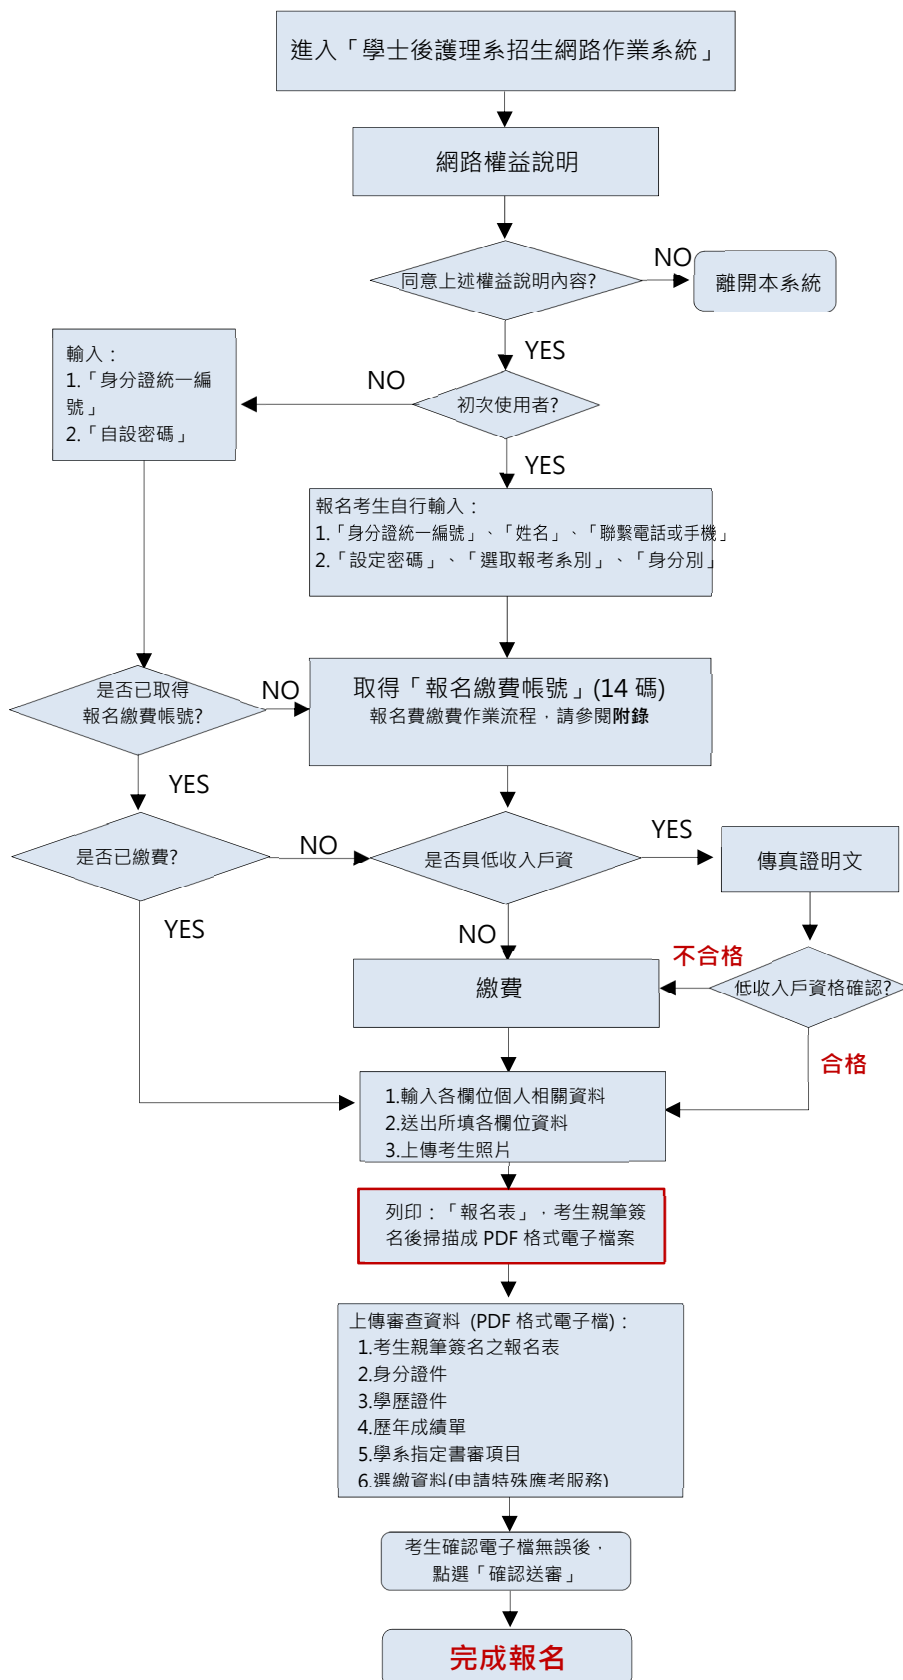 進入「學士後護理系招生網路作業系統」
網路權益說明
同意上述權益說明內容?
NO
離開本系統
YES
初次使用者?
NO
輸入：
1.「身分證統一編
號」
2.「自設密碼」
YES
報名考生自行輸入：
1.「身分證統一編號」、「姓名」、「聯繫電話或手機」
2.「設定密碼」、「選取報考系別」、「身分別」
是否已取得
報名繳費帳號?
NO
取得「報名繳費帳號」(14 碼)
報名費繳費作業流程，請參閱附錄
YES
是否已繳費?
NO
是否具低收入戶資
YES
傳真證明文
YES
NO
繳費
不合格
低收入戶資格確認?
合格
1.輸入各欄位個人相關資料
2.送出所填各欄位資料
3.上傳考生照片
列印：「報名表」，考生親筆簽
名後掃描成 PDF 格式電子檔案
上傳審查資料 (PDF 格式電子檔)：
1.考生親筆簽名之報名表
2.身分證件
3.學歷證件
4.歷年成績單
5.學系指定書審項目
6.選繳資料(申請特殊應考服務)
考生確認電子檔無誤後，
點選「確認送審」
完成報名